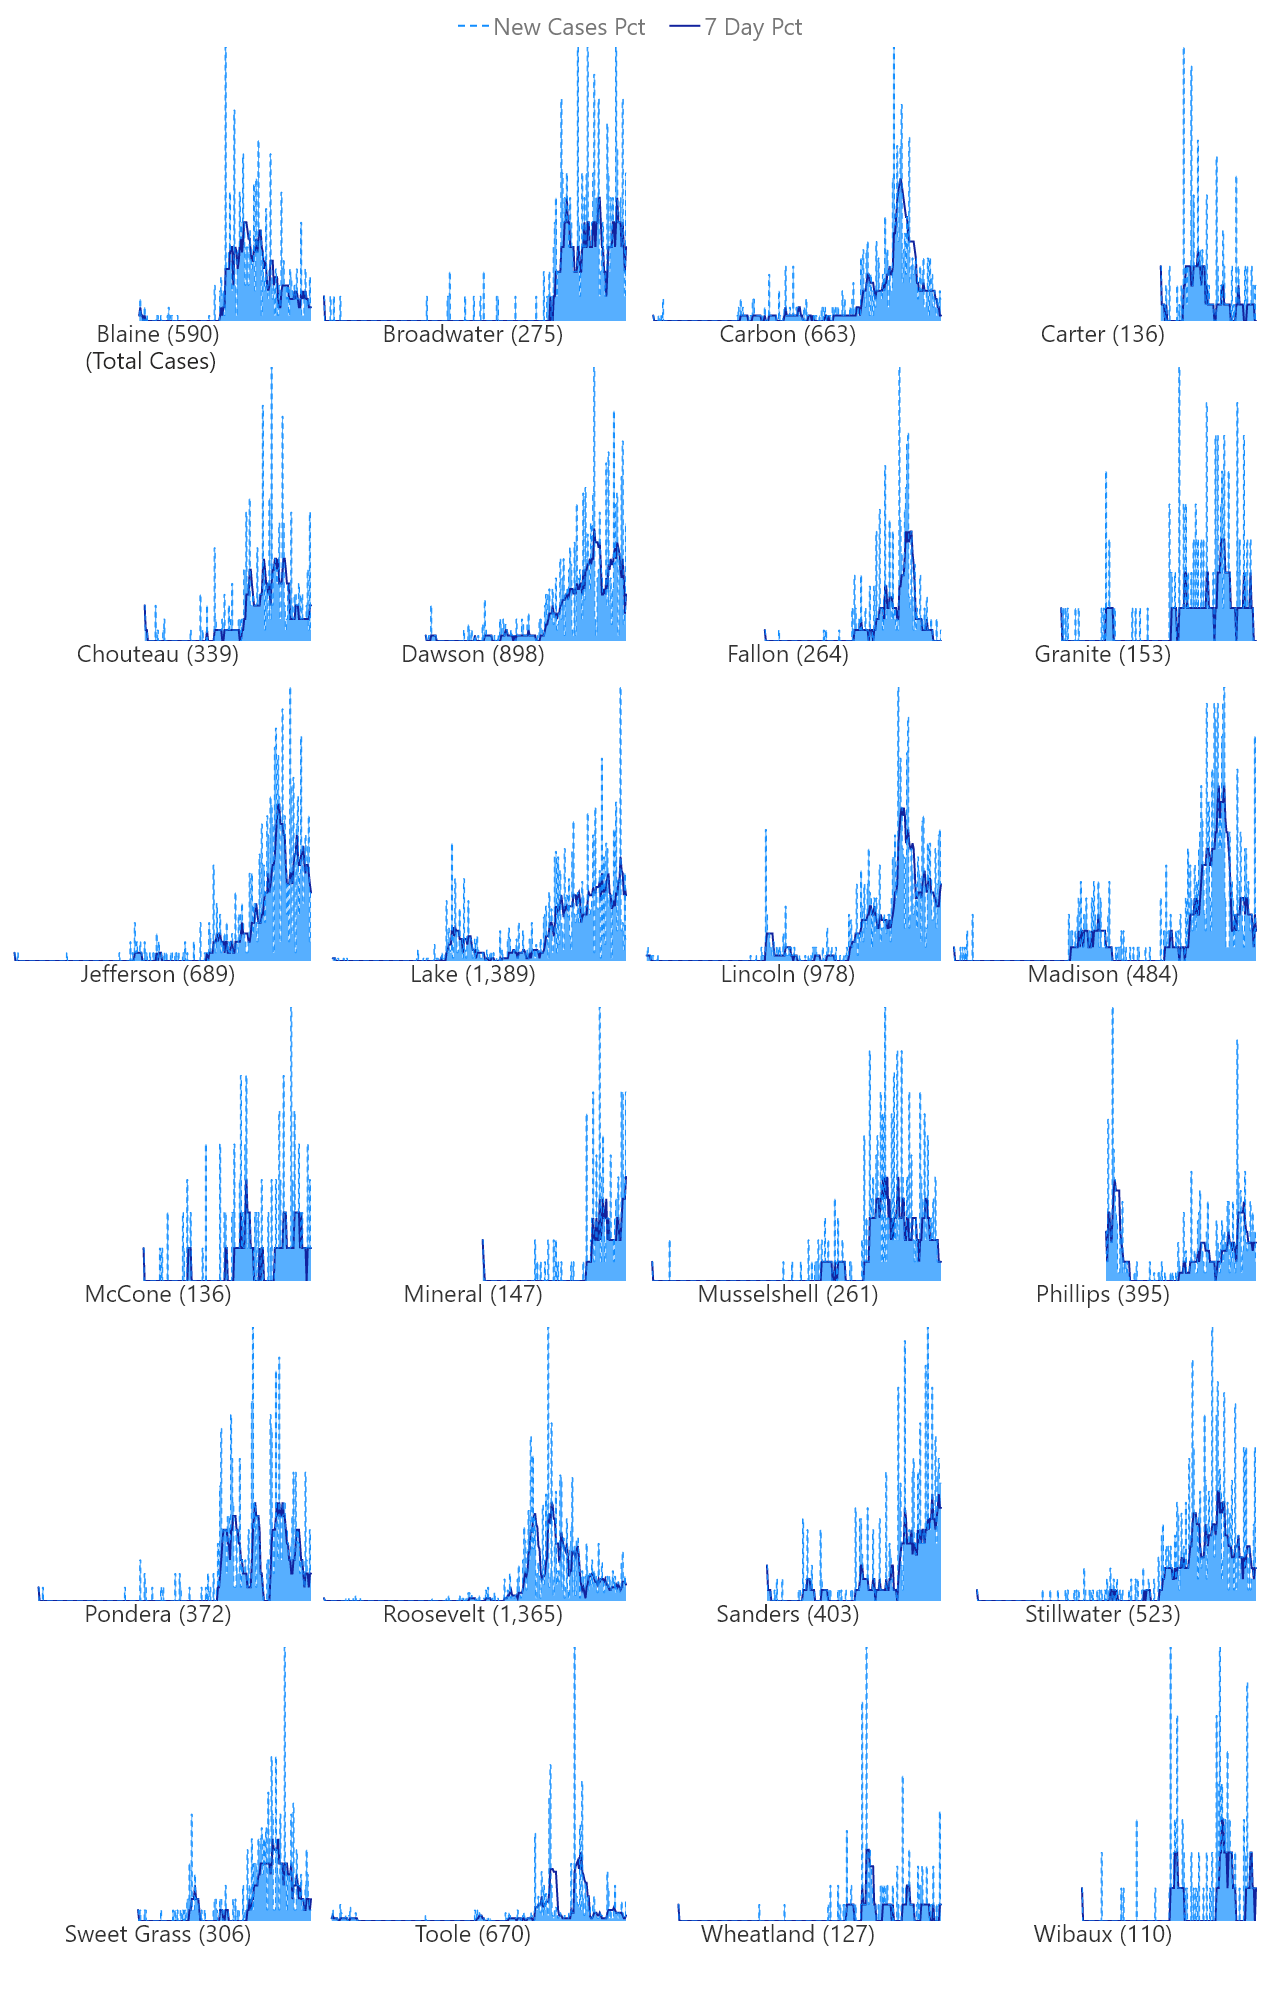 New Cases Pct 7 Day Pct
Blaine (590) Broadwater (275) Carbon (663) Carter (136)
(Total Cases)
Chouteau (339) Dawson (898) Fallon (264) Granite (153)
Jefferson (689) Lake (1,389) Lincoln (978) Madison (484)
McCone (136) Mineral (147) Musselshell (261) Phillips (395)
Pondera (372) Roosevelt (1,365) Sanders (403) Stillwater (523)
Sweet Grass (306) Toole (670) Wheatland (127) Wibaux (110)